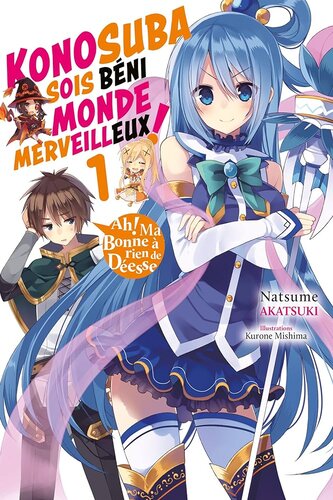 KONOSUBA
SOIS BÉNI
MONDE
MERVEILLEUX!
1
Ah! Ma
Bonne à
rien de
Déesse
Natsume
AKATSUKI
Illustrations
Kurone Mishima